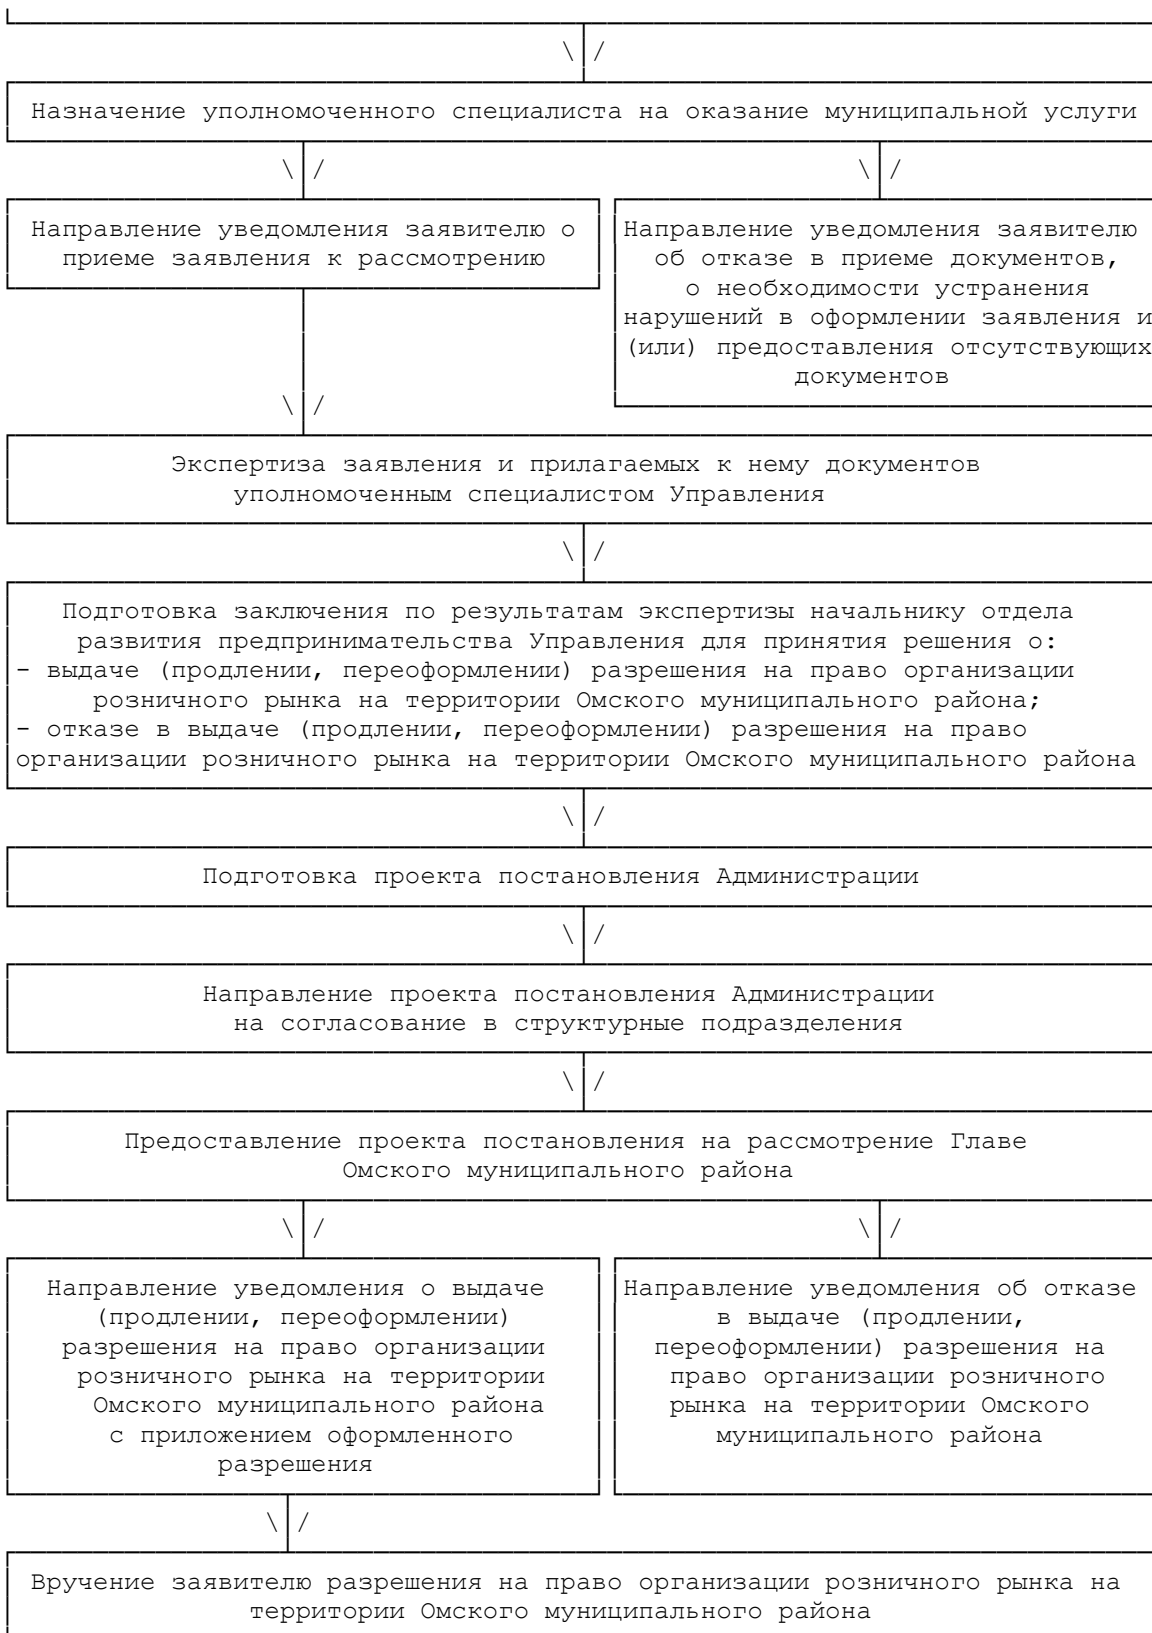 Назначение уполномоченного специалиста на оказание муниципальной услуги
Направление уведомления заявителю о
приеме заявления к рассмотрению
Направление уведомления заявителю
об отказе в приеме документов,
о необходимости устранения
нарушений в оформлении заявления и
(или) предоставления отсутствующих
документов
Экспертиза заявления и прилагаемых к нему документов
уполномоченным специалистом Управления
Подготовка заключения по результатам экспертизы начальнику отдела
развития предпринимательства Управления для принятия решения о:
- выдаче (продлении, переоформлении) разрешения на право организации
розничного рынка на территории Омского муниципального района;
- отказе в выдаче (продлении, переоформлении) разрешения на право
организации розничного рынка на территории Омского муниципального района
Подготовка проекта постановления Администрации
Направление проекта постановления Администрации
на согласование в структурные подразделения
Предоставление проекта постановления на рассмотрение Главе
Омского муниципального района
Направление уведомления о выдаче
(продлении, переоформлении)
разрешения на право организации
розничного рынка на территории
Омского муниципального района
с приложением оформленного
разрешения
Направление уведомления об отказе
в выдаче (продлении,
переоформлении) разрешения на
право организации розничного
рынка на территории Омского
муниципального района
Вручение заявителю разрешения на право организации розничного рынка на
территории Омского муниципального района